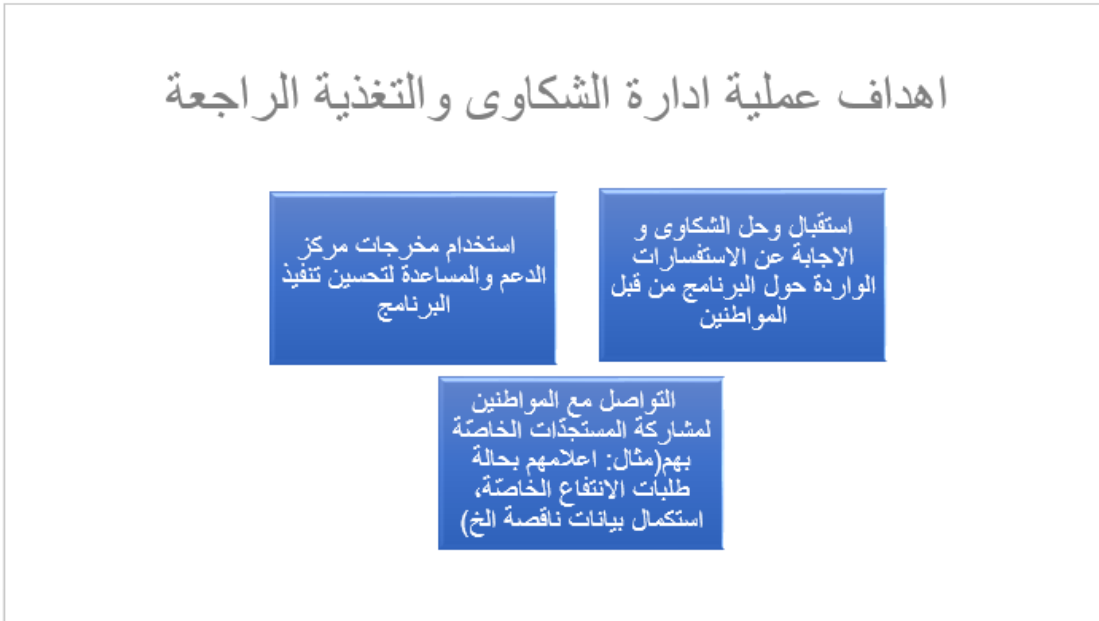 اهداف عملية ادارة الشكاوى والتغذية الراجعة
استقبال وحل الشكاوى و
الاجابة عن الاستفسارات
الواردة حول البرنامج من قبل
المواطنين
استخدام مخرجات مركز
الدعم والمساعدة لتحسين تنفيذ
البرنامج
التواصل مع المواطنين
لمشاركة المستجدّات الخاصّة
بهم(مثال: اعلامهم بحالة
طلبات الانتفاع الخاصّة،
استكمال بيانات ناقصة الخ)